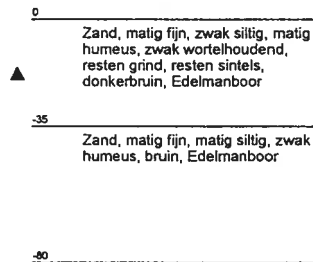 0
Zand, matig fijn, zwak siltig, matig
humeus, zwak wortelhoudend,
resten grind, resten sintels,
donkerbruin, Edelmanboor
-35
Zand, matig fijn, matig siltig, zwak
humeus, bruin, Edelmanboor
-80